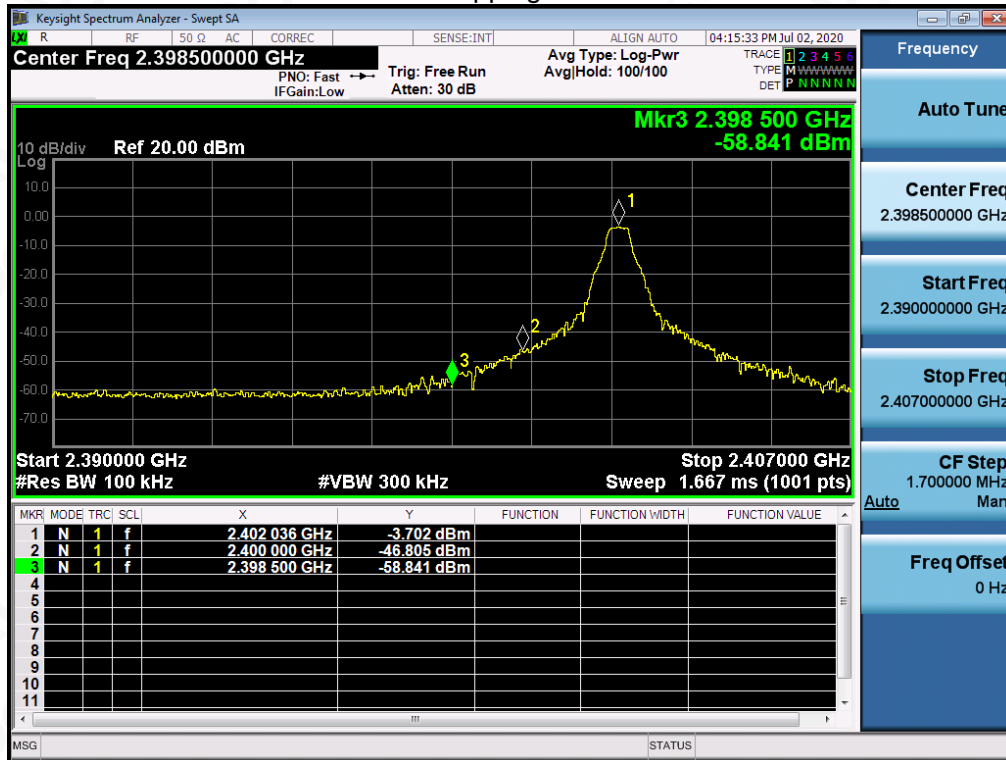 Keysight Spectrum Analyzer - Swept SA
LXI R RF 50 Ω AC CORREC SENSE:INT ALIGN AUTO 04:15:33 PM Jul 02, 2020
Center Freq 2.398500000 GHz
PNO: Fast
IFGain:Low
Trig: Free Run
Atten: 30 dB
Avg Type: Log-Pwr
Avg|Hold: 100/100
TRACE 1 2 3 4 5 6
TYPE M WWWWW
DET P N N N N N
Mkr3 2.398 500 GHz
-58.841 dBm
10 dB/div Ref 20.00 dBm
Log
10.0
0.00
-10.0
-20.0
-30.0
-40.0
-50.0
-60.0
-70.0
1
2
3
Start 2.390000 GHz Stop 2.407000 GHz
#Res BW 100 kHz #VBW 300 kHz Sweep 1.667 ms (1001 pts)
MKR MODE TRC SCL X Y FUNCTION FUNCTION WIDTH FUNCTION VALUE
1 N 1 f 2.402 036 GHz -3.702 dBm
2 N 1 f 2.400 000 GHz -46.805 dBm
3 N 1 f 2.398 500 GHz -58.841 dBm
4
5
6
7
8
9
10
11
MSG STATUS
Frequency
Auto Tune
Center Freq
2.398500000 GHz
Start Freq
2.390000000 GHz
Stop Freq
2.407000000 GHz
CF Step
1.700000 MHz
Auto Man
Freq Offset
0 Hz